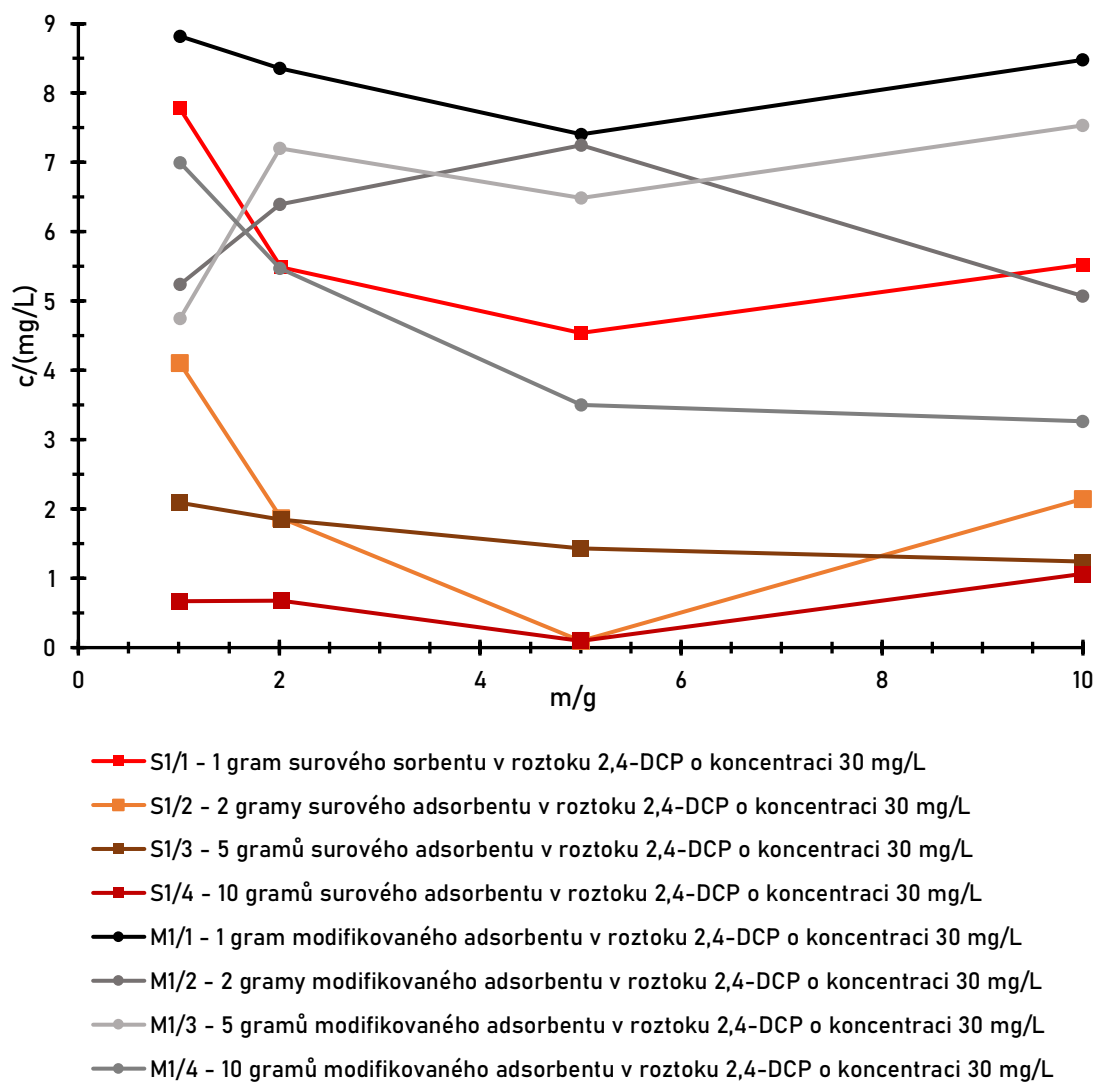 9
8
7
6
5
4
3
2
1
0
c/(mg/L)
0 2 4 6 8 10
m/g
S1/1 - 1 gram surového sorbentu v roztoku 2,4-DCP o koncentraci 30 mg/L
S1/2 - 2 gramy surového adsorbentu v roztoku 2,4-DCP o koncentraci 30 mg/L
S1/3 - 5 gramů surového adsorbentu v roztoku 2,4-DCP o koncentraci 30 mg/L
S1/4 - 10 gramů surového adsorbentu v roztoku 2,4-DCP o koncentraci 30 mg/L
M1/1 - 1 gram modifikovaného adsorbentu v roztoku 2,4-DCP o koncentraci 30 mg/L
M1/2 - 2 gramy modifikovaného adsorbentu v roztoku 2,4-DCP o koncentraci 30 mg/L
M1/3 - 5 gramů modifikovaného adsorbentu v roztoku 2,4-DCP o koncentraci 30 mg/L
M1/4 - 10 gramů modifikovaného adsorbentu v roztoku 2,4-DCP o koncentraci 30 mg/L